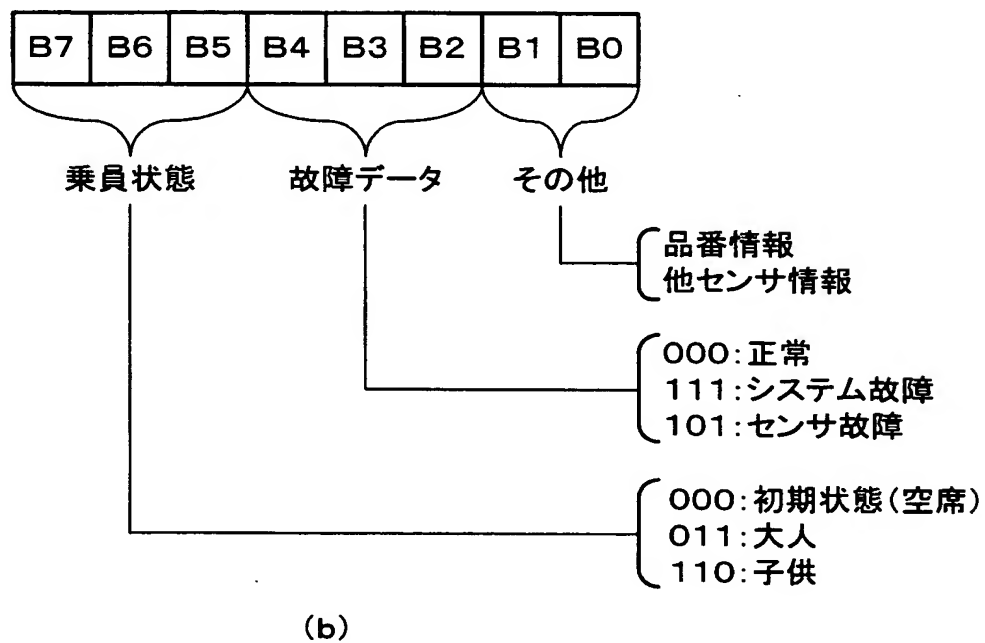 B7 B6 B5 B4 B3 B2 B1 B0
乗員状態 故障データ その他
品番情報
他センサ情報
000:正常
111:システム故障
101:センサ故障
000:初期状態(空席)
011:大人
110:子供
(b)